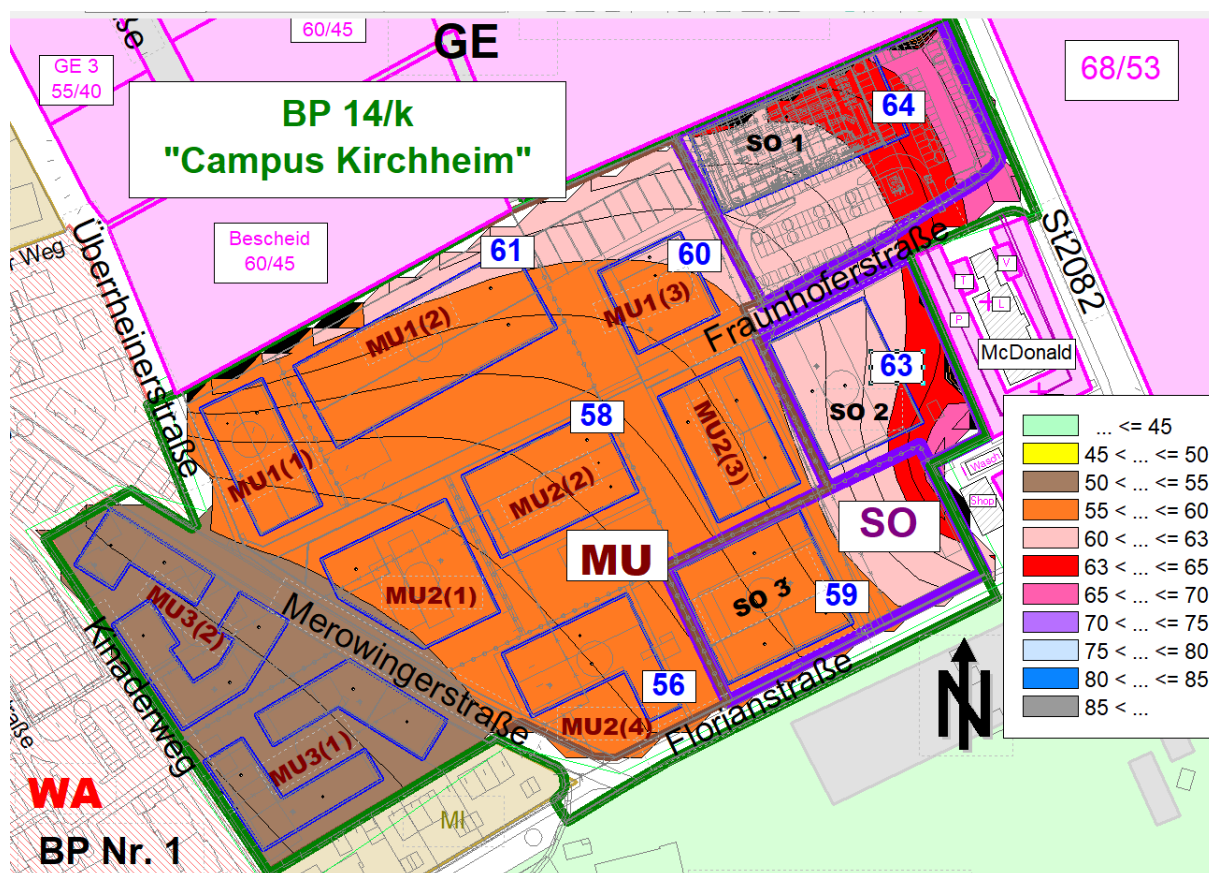 60/45
GE
GE 3
55/40
68/53
BP 14/k
"Campus Kirchheim"
64
SO 1
Überrheinerstraße
St2082
r Weg
Bescheid
60/45
61
60
Fraunhoferstraße
V
T
L
P
MU1(2)
MU1(3)
McDonald
63
SO 2
58
MU1(1)
MU2(2)
MU2(3)
Wasch
Shop
SO
MU
MU2(1)
SO 3
59
MU3(2)
Merowingerstraße
Knaderweg
56
MU2(4)
Florianstraße
MU3(1)
N
WA
MI
BP Nr. 1
... <= 45
45 < ... <= 50
50 < ... <= 55
55 < ... <= 60
60 < ... <= 63
63 < ... <= 65
65 < ... <= 70
70 < ... <= 75
75 < ... <= 80
80 < ... <= 85
85 < ...